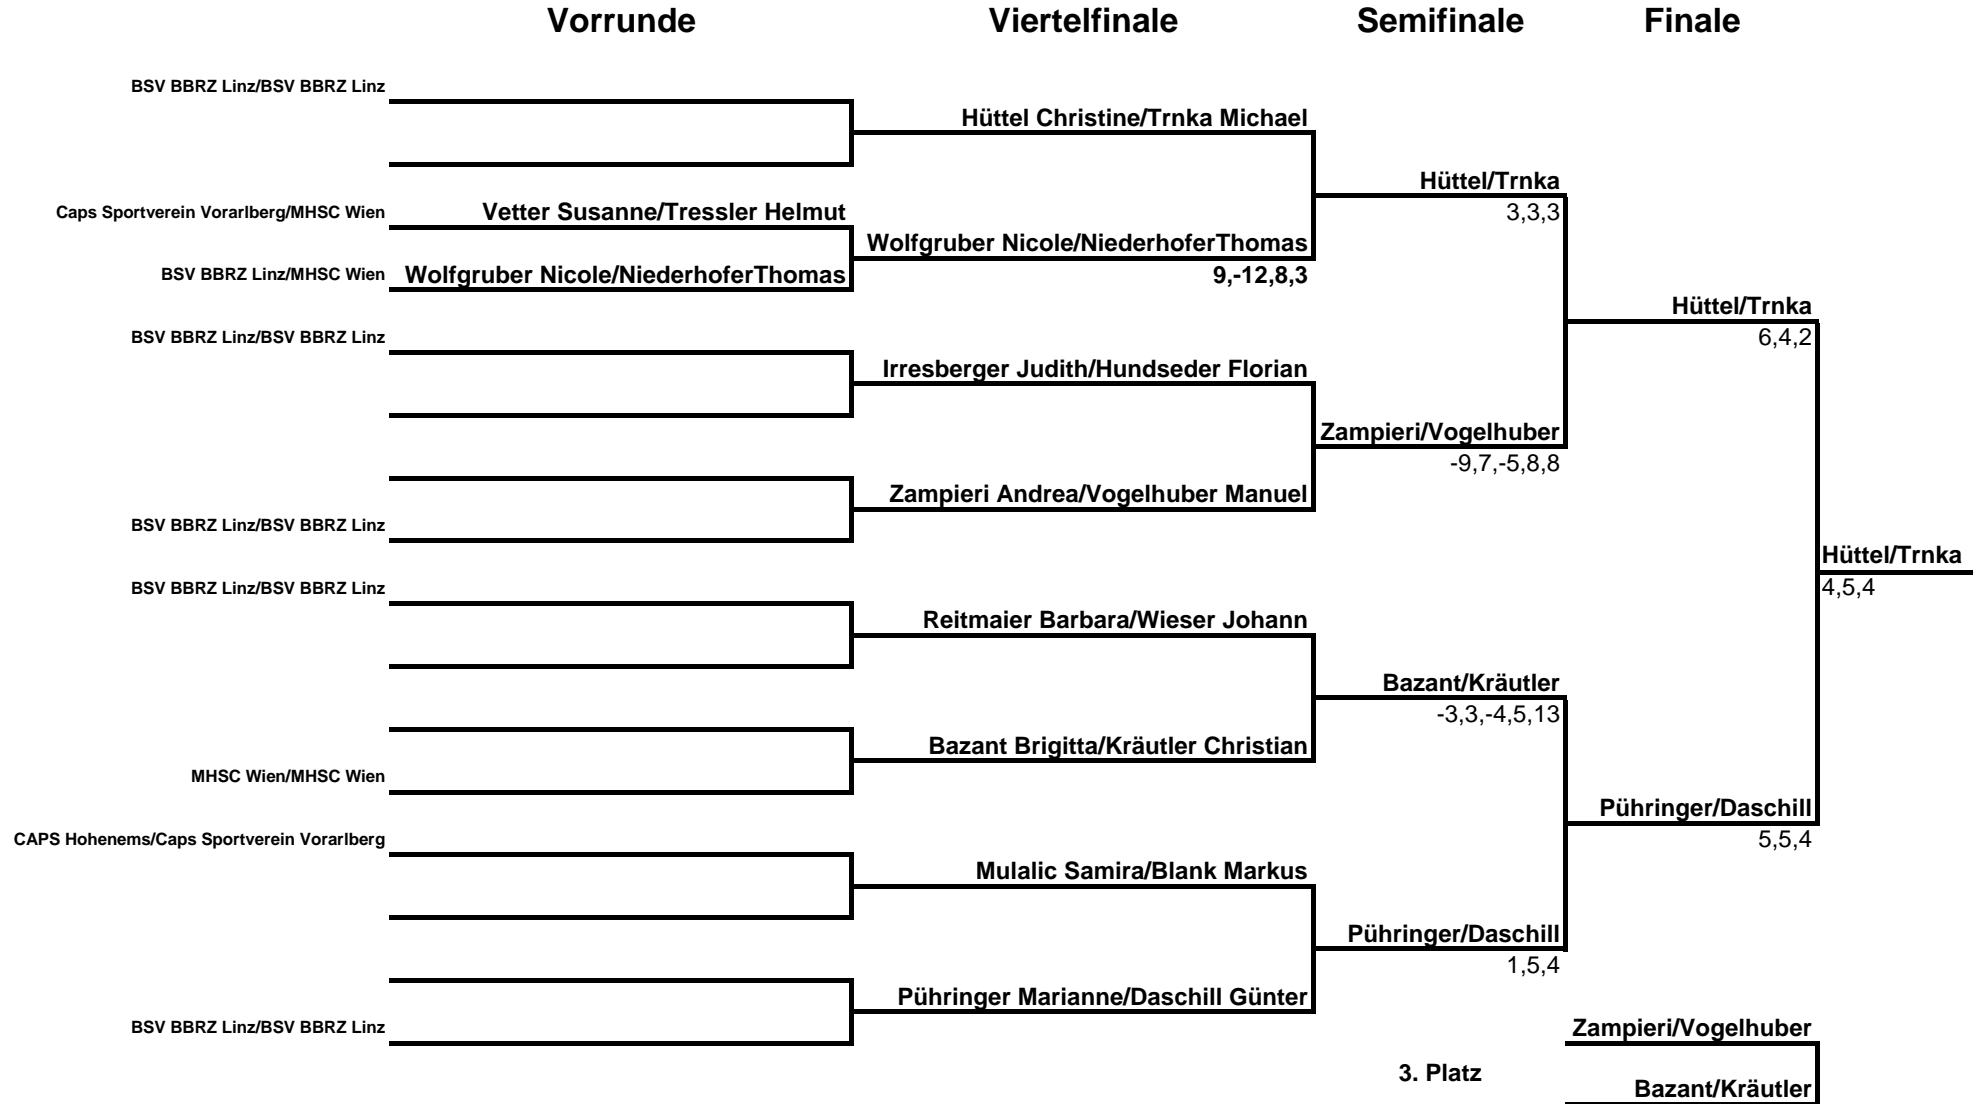 Vorrunde Viertelfinale Semifinale Finale
BSV BBRZ Linz/BSV BBRZ Linz
Hüttel Christine/Trnka Michael
Hüttel/Trnka
Caps Sportverein Vorarlberg/MHSC Wien Vetter Susanne/Tressler Helmut 3,3,3
Wolfgruber Nicole/NiederhoferThomas
BSV BBRZ Linz/MHSC Wien Wolfgruber Nicole/NiederhoferThomas 9,-12,8,3
Hüttel/Trnka
BSV BBRZ Linz/BSV BBRZ Linz 6,4,2
Irresberger Judith/Hundseder Florian
Zampieri/Vogelhuber
-9,7,-5,8,8
Zampieri Andrea/Vogelhuber Manuel
BSV BBRZ Linz/BSV BBRZ Linz
Hüttel/Trnka
BSV BBRZ Linz/BSV BBRZ Linz 4,5,4
Reitmaier Barbara/Wieser Johann
Bazant/Kräutler
-3,3,-4,5,13
Bazant Brigitta/Kräutler Christian
MHSC Wien/MHSC Wien
Pühringer/Daschill
CAPS Hohenems/Caps Sportverein Vorarlberg 5,5,4
Mulalic Samira/Blank Markus
Pühringer/Daschill
1,5,4
Pühringer Marianne/Daschill Günter
BSV BBRZ Linz/BSV BBRZ Linz Zampieri/Vogelhuber
3. Platz
Bazant/Kräutler